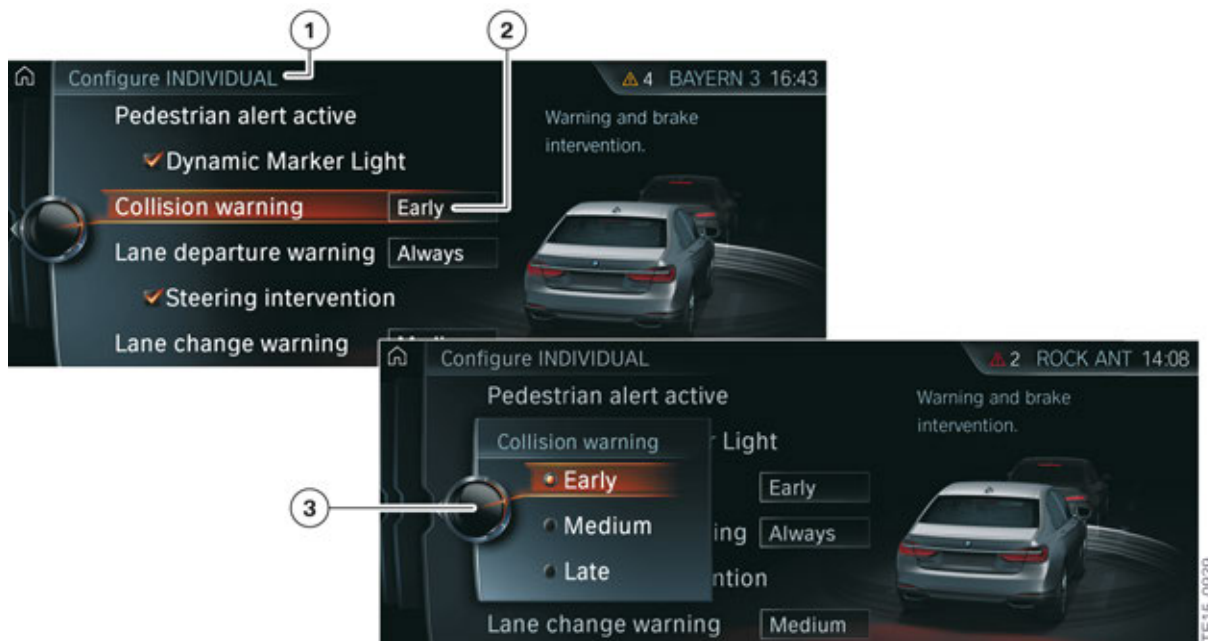 1 2
Configure INDIVIDUAL 4 BAYERN 3 16:43
Pedestrian alert active
Dynamic Marker Light
Collision warning Early
Lane departure warning Always
Steering intervention
Lane change warning
Warning and brake
intervention.
3
Configure INDIVIDUAL 2 ROCK ANT 14:08
Pedestrian alert active
Light
Early
ing Always
ntion
Lane change warning Medium
Collision warning
Early
Medium
Late
Warning and brake
intervention.